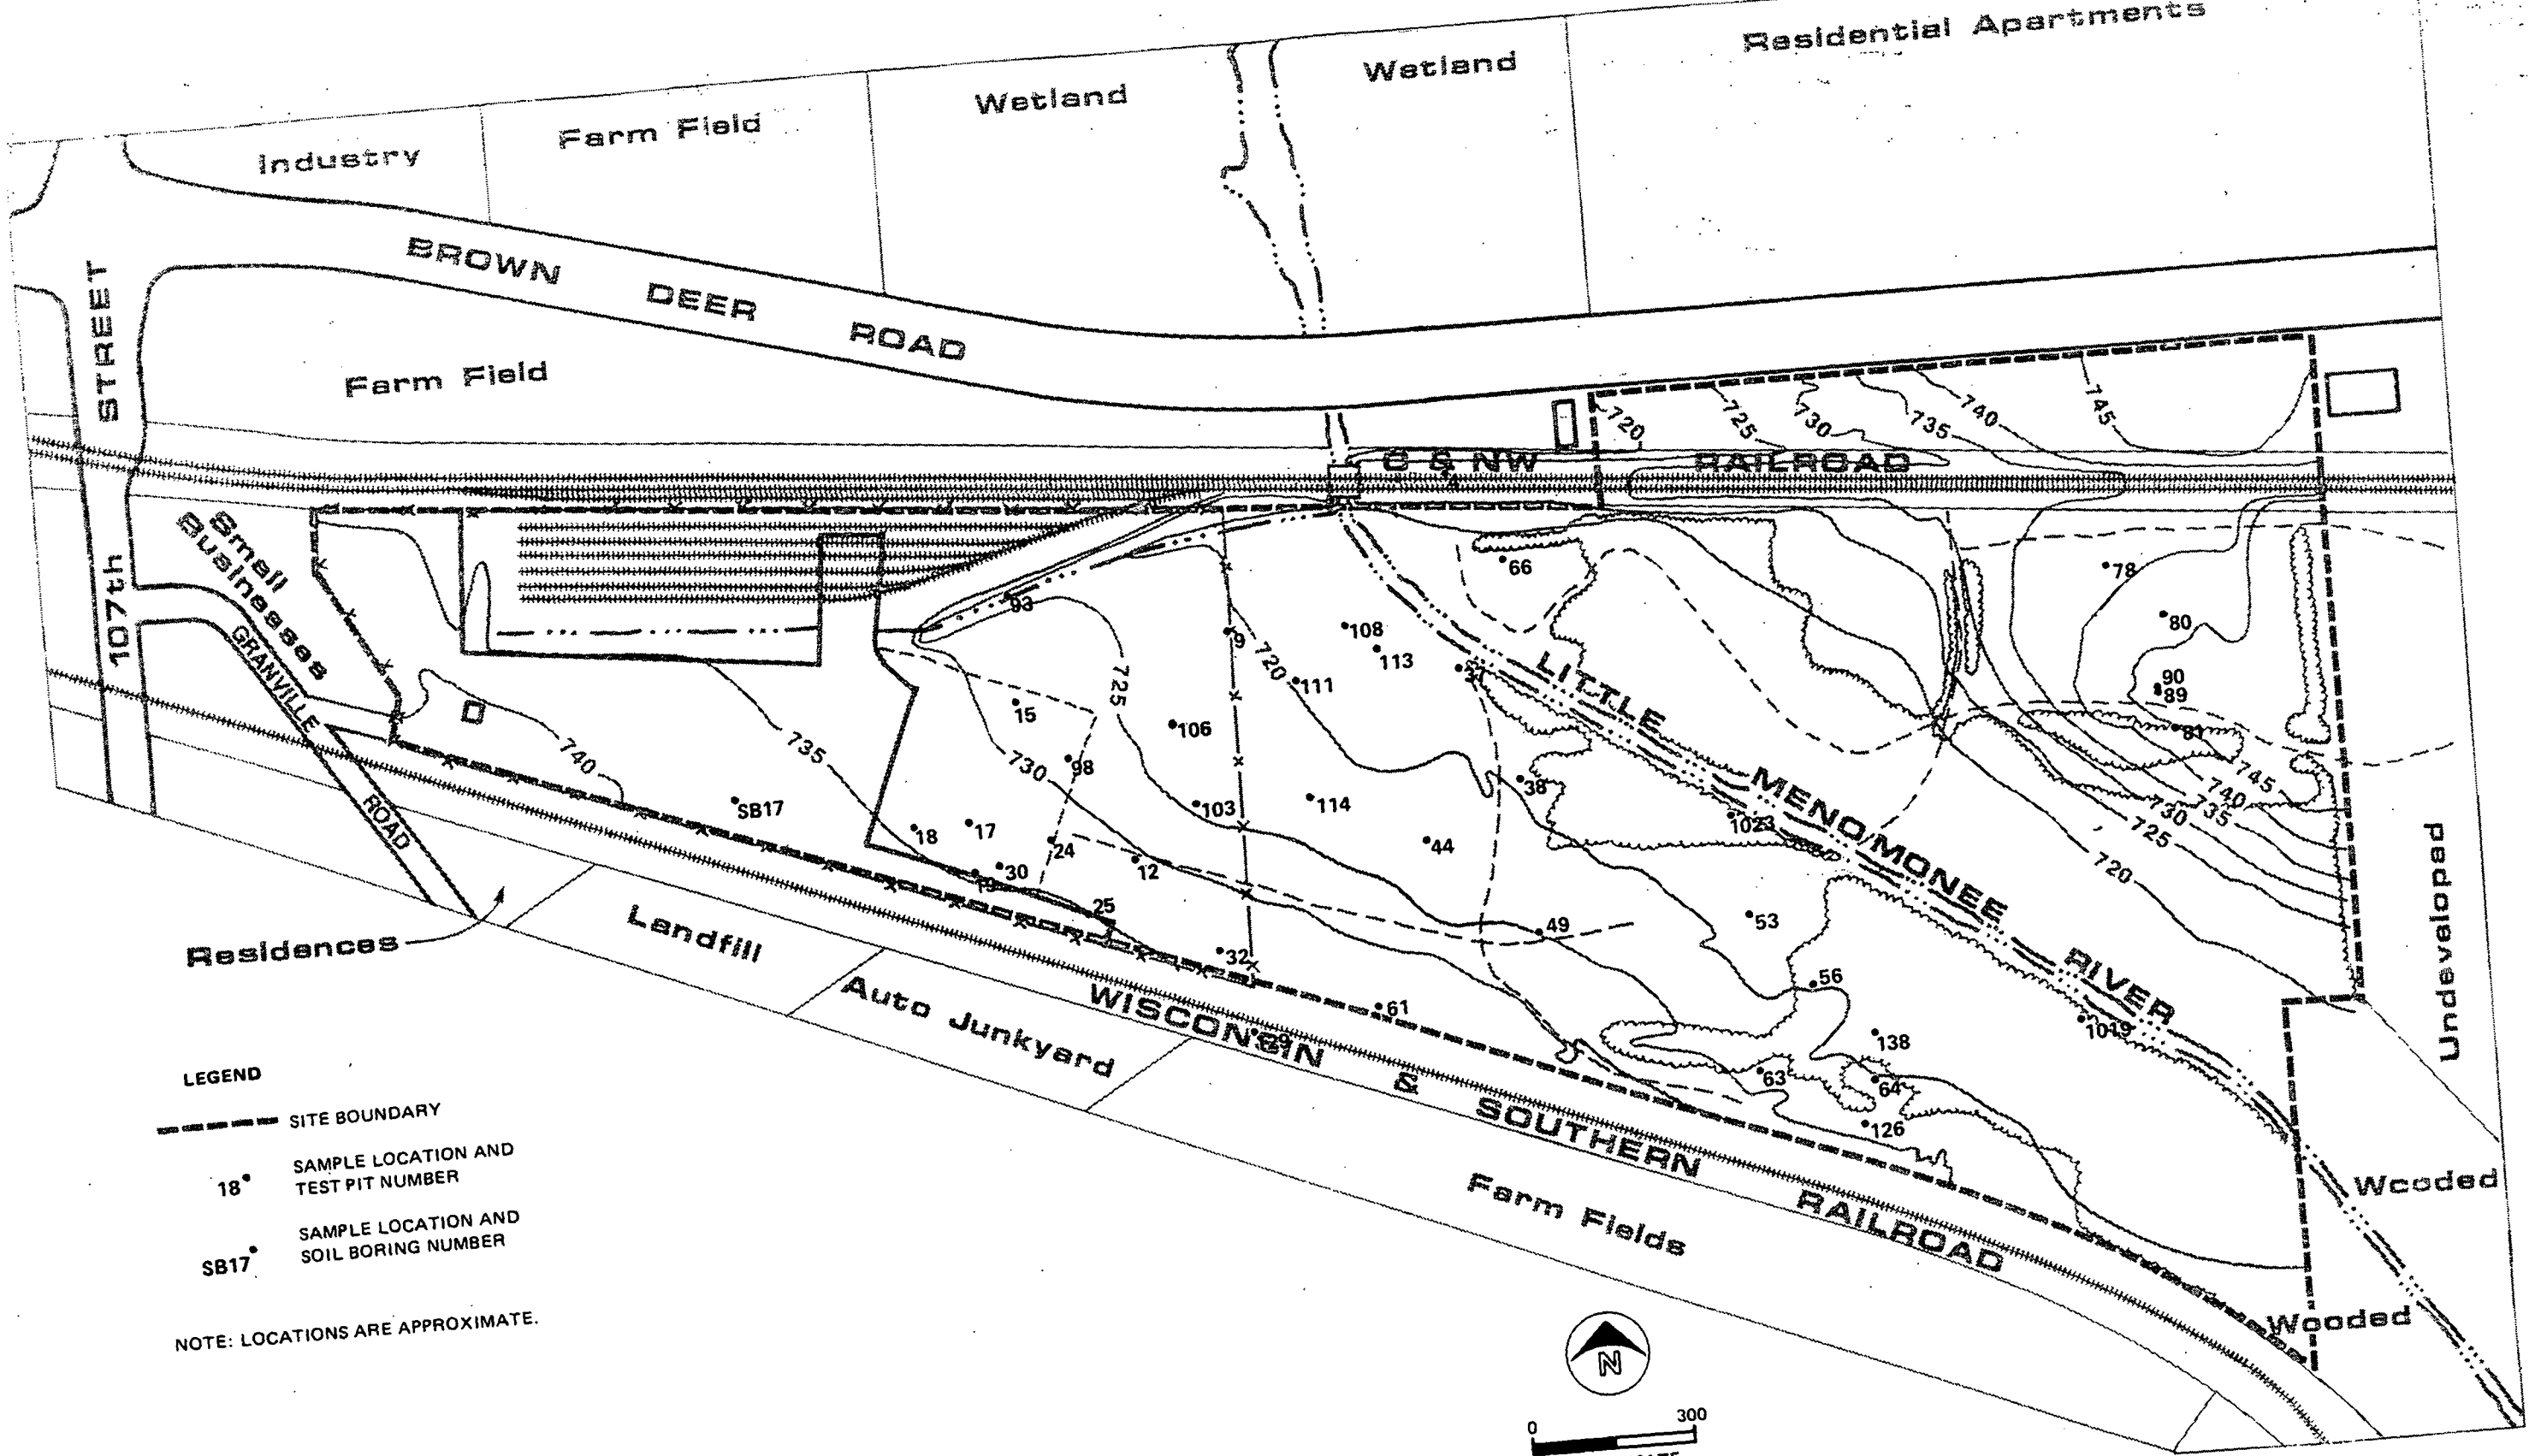 Residential Apartments
Wetland
Wetland
Farm Field
Industry
BROWN DEER ROAD
107th STREET
Farm Field
C & NW RAILROAD
720
725
730
735
740
745
Small
Businesses
GRANVILLE ROAD
LITTLE MENOMONEE RIVER
66
78
80
93
9
108
113
37
111
720
725
15
106
90
89
81
98
730
735
740
38
114
103
SB17
17
18
24
44
1023
30
19
12
25
49
53
32
56
61
138
1019
63
64
126
745
740
735
730
725
720
Undeveloped
Residences
Landfill
Auto Junkyard
WISCONSIN & SOUTHERN RAILROAD
Farm Fields
Wooded
Wooded
LEGEND
SITE BOUNDARY
18 SAMPLE LOCATION AND
TEST PIT NUMBER
SB17 SAMPLE LOCATION AND
SOIL BORING NUMBER
NOTE: LOCATIONS ARE APPROXIMATE.
N
0 300